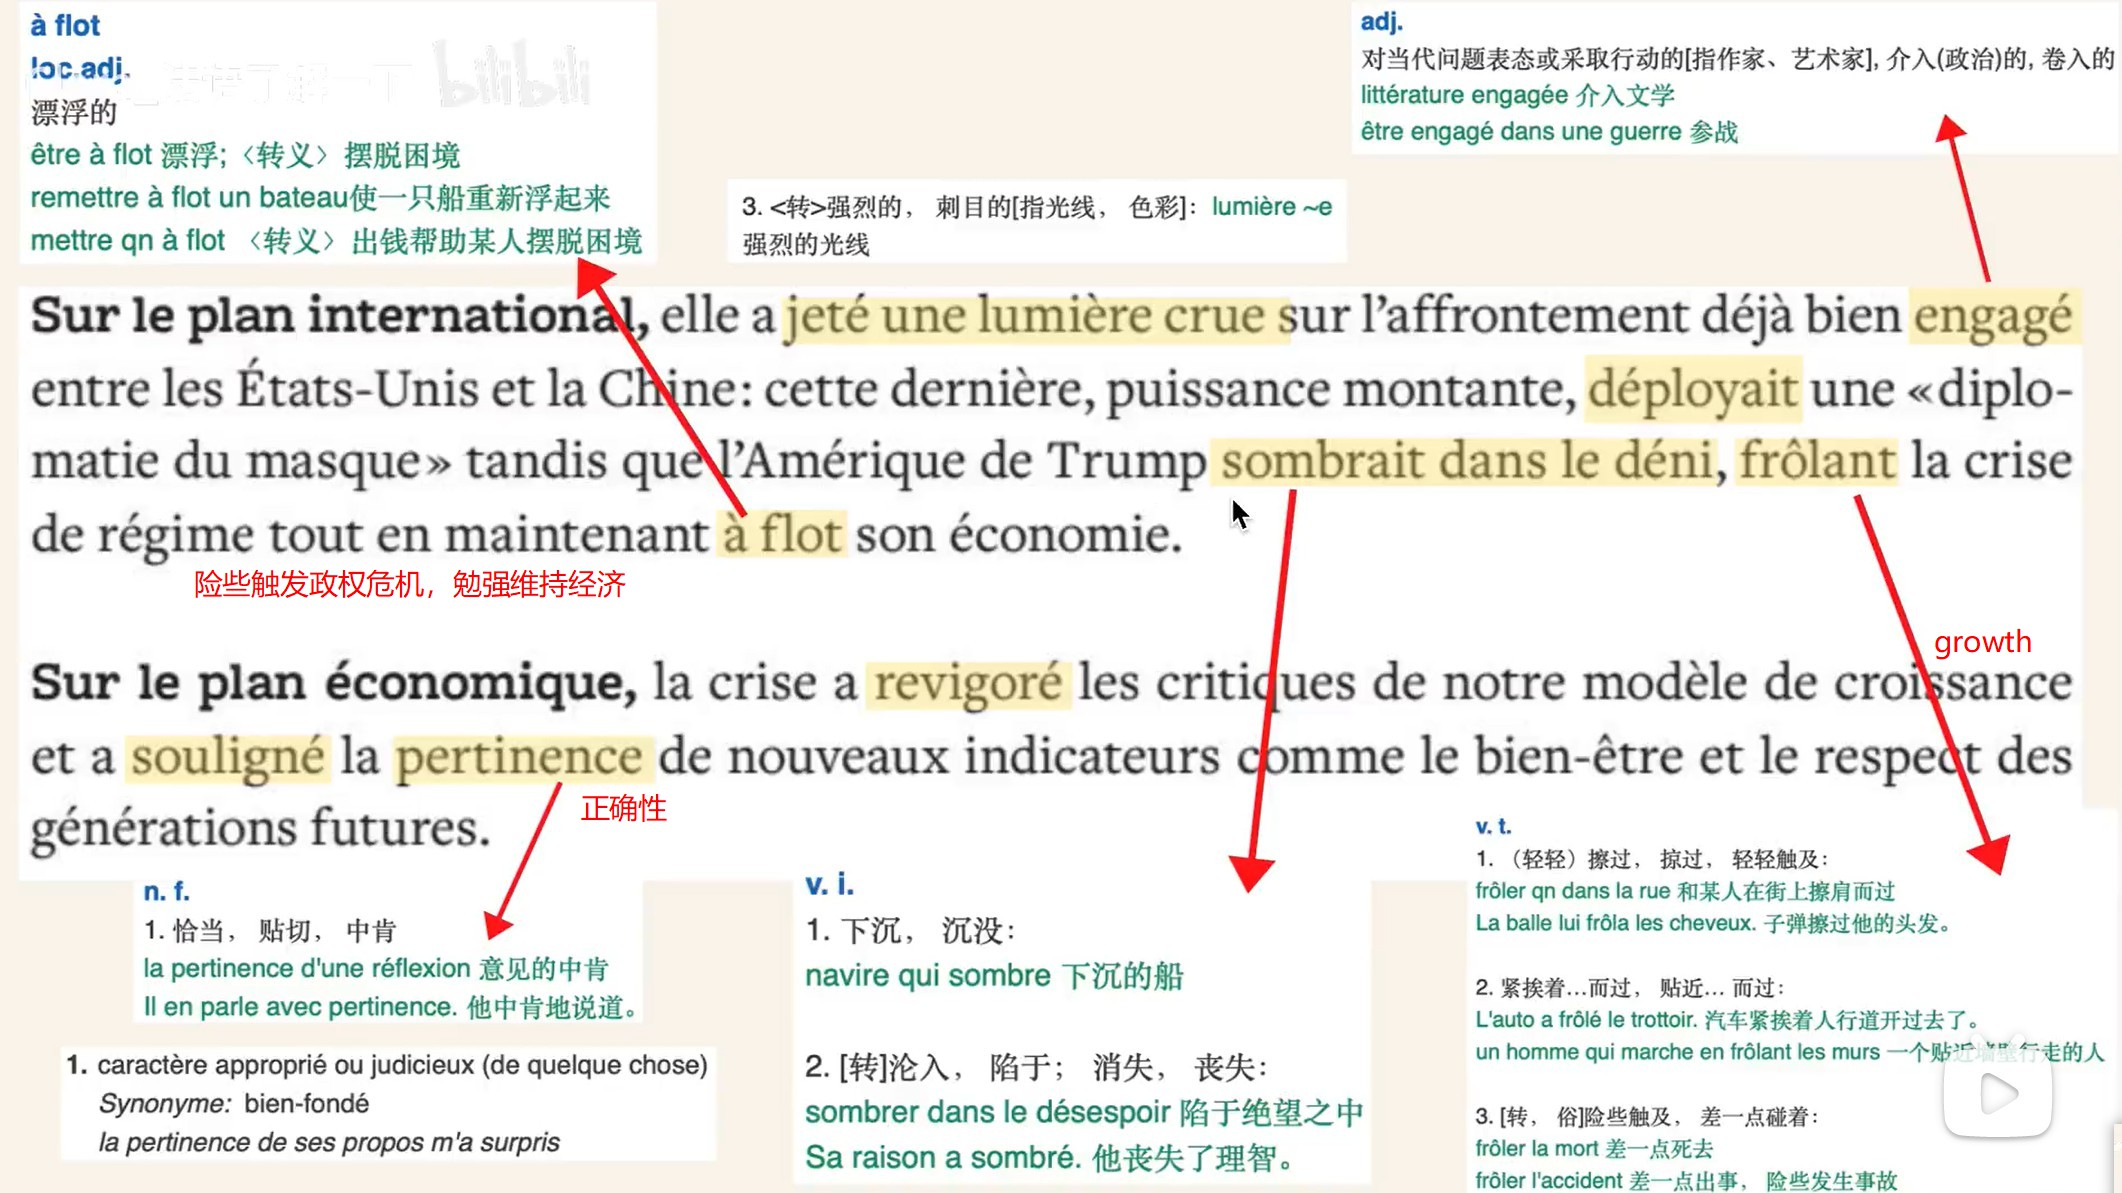 à flot
loc.adj.
bilibili
漂浮的
être à flot 漂浮;〈转义〉摆脱困境
remettre à flot un bateau使一只船重新浮起来
mettre qn à flot 〈转义〉出钱帮助某人摆脱困境
adj.
对当代问题表态或采取行动的[指作家、艺术家], 介入(政治)的, 卷入的
littérature engagée 介入文学
être engagé dans une guerre 参战
3. <转>强烈的， 刺目的[指光线， 色彩]：lumière ~e
强烈的光线
Sur le plan international, elle a jeté une lumière crue sur l’affrontement déjà bien engagé
entre les États-Unis et la Chine: cette dernière, puissance montante, déployait une «diplo-
matie du masque» tandis que l’Amérique de Trump sombrait dans le déni, frôlant la crise
de régime tout en maintenant à flot son économie.
险些触发政权危机，勉强维持经济
growth
Sur le plan économique, la crise a revigoré les critiques de notre modèle de croissance
et a souligné la pertinence de nouveaux indicateurs comme le bien-être et le respect des
générations futures.
正确性
n. f.
1. 恰当， 贴切， 中肯
la pertinence d'une réflexion 意见的中肯
Il en parle avec pertinence. 他中肯地说道。
1. caractère approprié ou judicieux (de quelque chose)
Synonyme: bien-fondé
la pertinence de ses propos m'a surpris
v. i.
1. 下沉， 沉没：
navire qui sombre 下沉的船
2. [转]沦入， 陷于； 消失， 丧失：
sombrer dans le désespoir 陷于绝望之中
Sa raison a sombré. 他丧失了理智。
v. t.
1. （轻轻）擦过， 掠过， 轻轻触及：
frôler qn dans la rue 和某人在街上擦肩而过
La balle lui frôla les cheveux. 子弹擦过他的头发。
2. 紧挨着…而过， 贴近… 而过：
L'auto a frôlé le trottoir. 汽车紧挨着人行道开过去了。
un homme qui marche en frôlant les murs 一个贴近墙壁行走的人
3. [转， 俗]险些触及， 差一点碰着：
frôler la mort 差一点死去
frôler l'accident 差一点出事， 险些发生事故